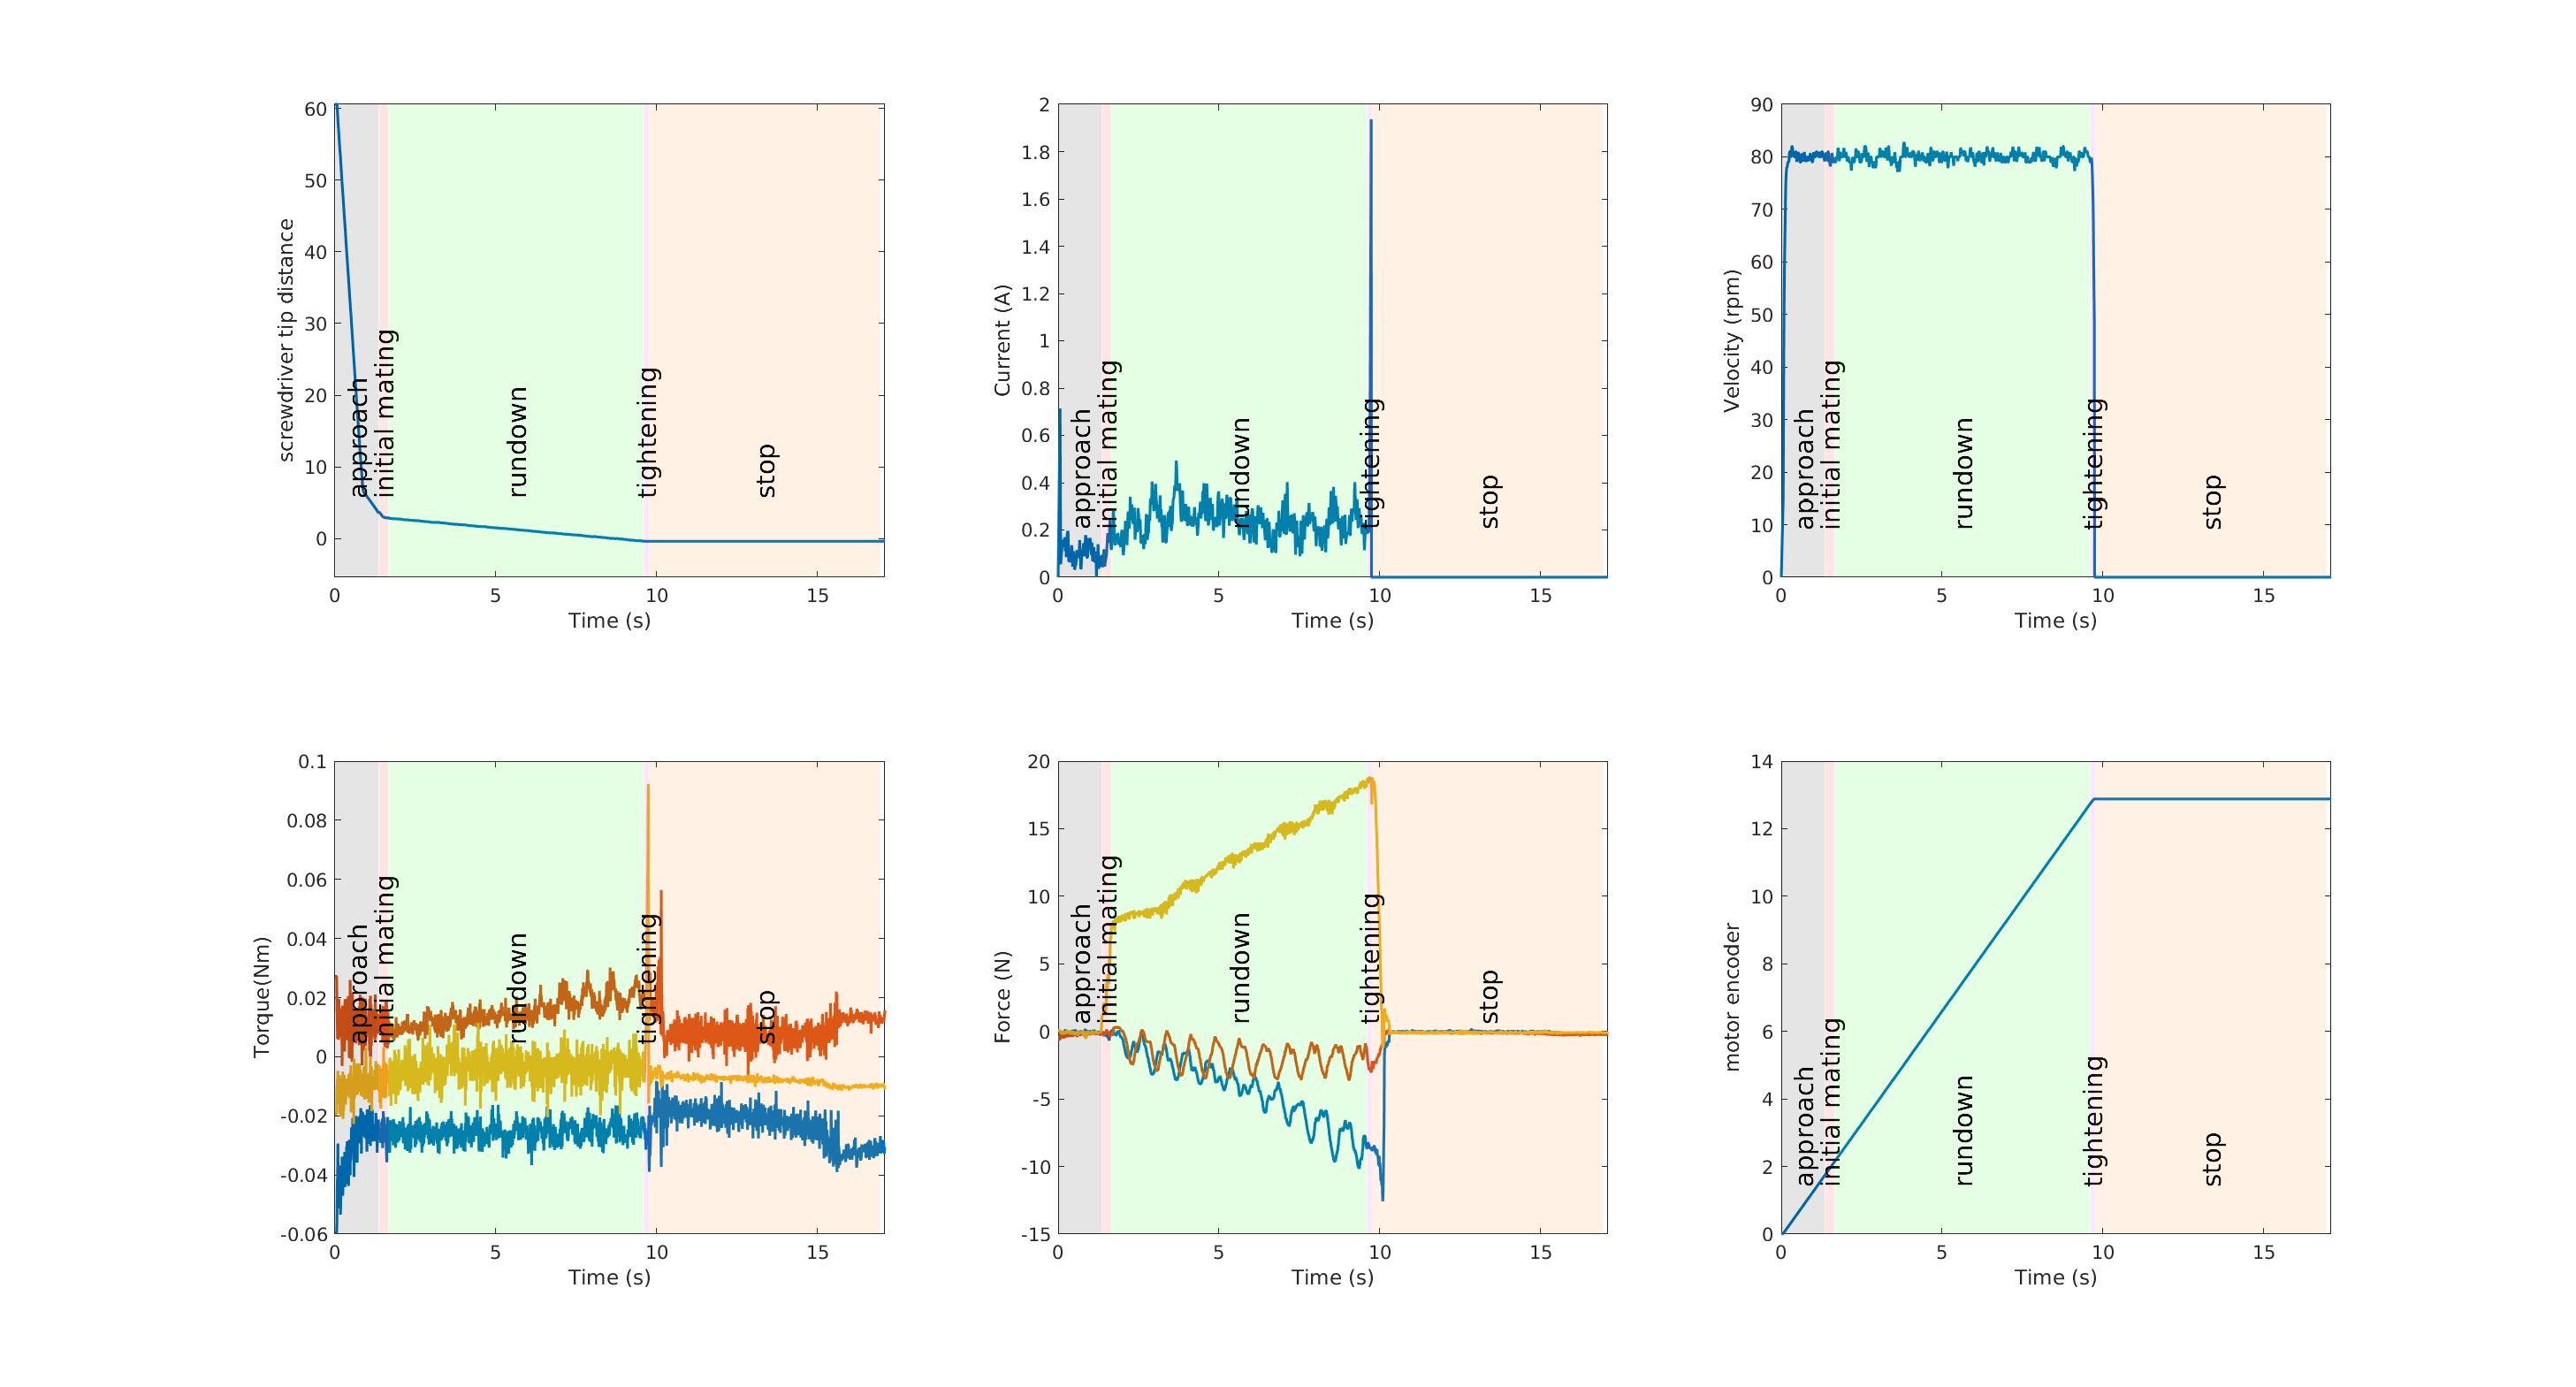 60
50
40
30
20
10
0
screwdriver tip distance
approach
initial mating
rundown
tightening
stop
0 5 10 15
Time (s)
2
1.8
1.6
1.4
1.2
1
0.8
0.6
0.4
0.2
0
Current (A)
approach
initial mating
rundown
tightening
stop
0 5 10 15
Time (s)
90
80
70
60
50
40
30
20
10
0
Velocity (rpm)
approach
initial mating
rundown
tightening
stop
0 5 10 15
Time (s)
0.1
0.08
0.06
0.04
0.02
0
-0.02
-0.04
-0.06
Torque(Nm)
approach
initial mating
rundown
tightening
stop
0 5 10 15
Time (s)
20
15
10
5
0
-5
-10
-15
Force (N)
approach
initial mating
rundown
tightening
stop
0 5 10 15
Time (s)
14
12
10
8
6
4
2
0
motor encoder
approach
initial mating
rundown
tightening
stop
0 5 10 15
Time (s)